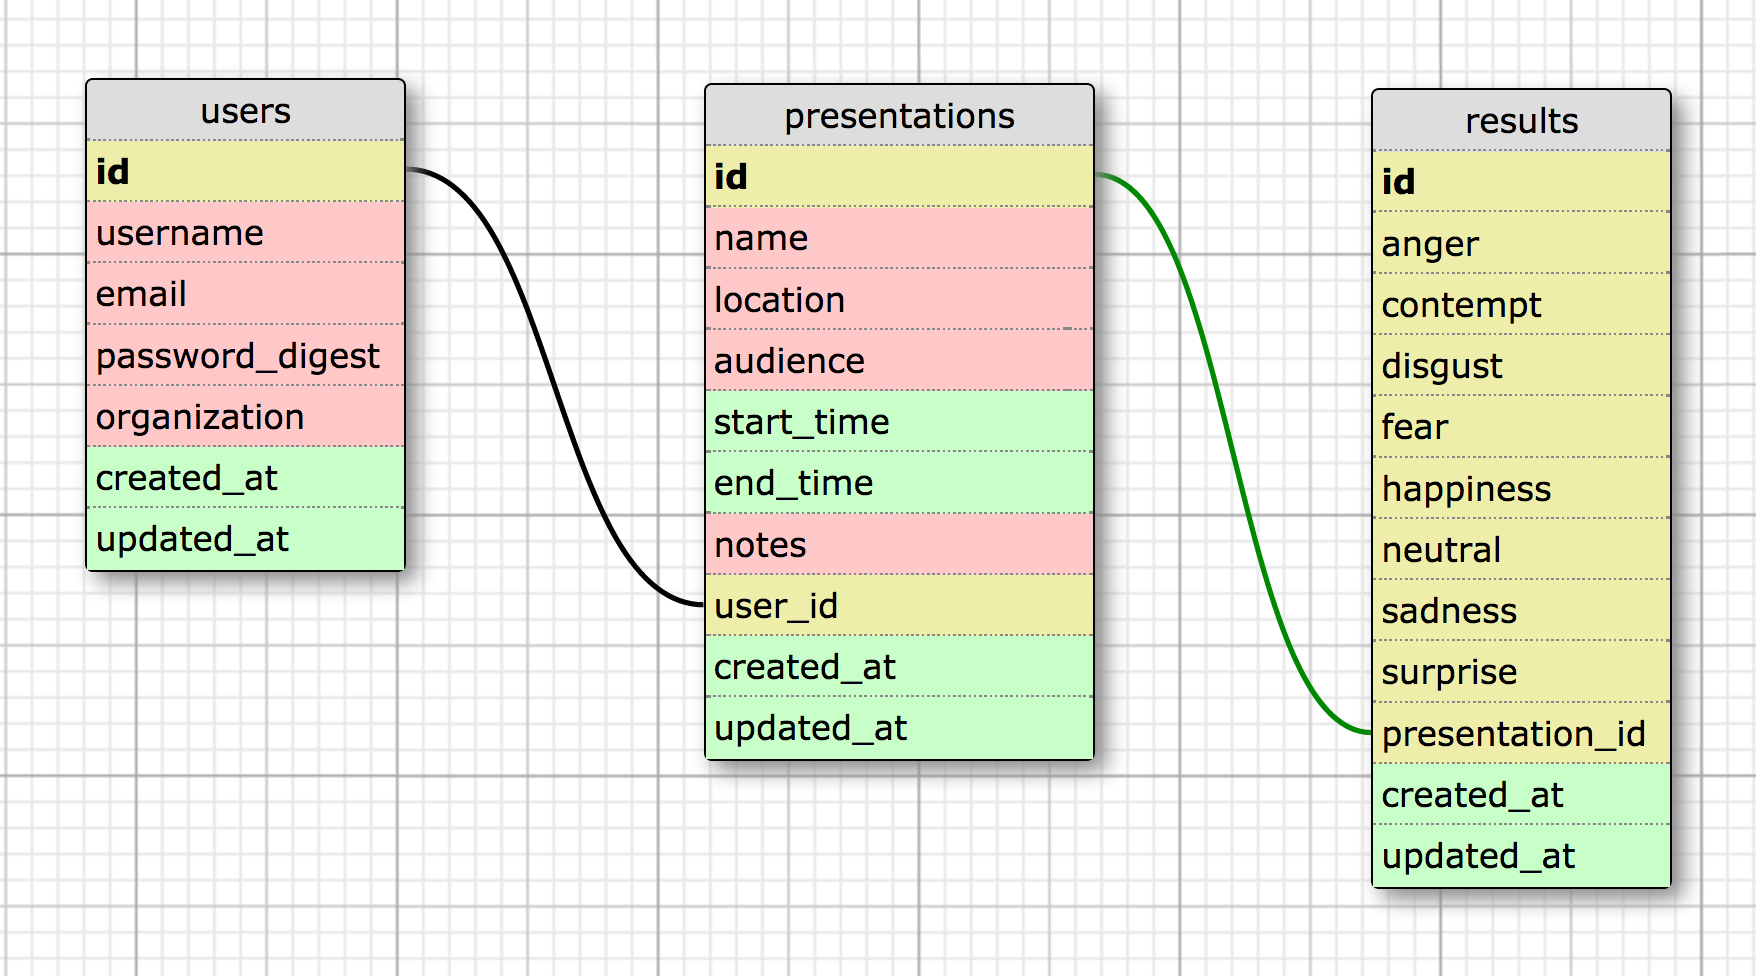 users
id
username
email
password_digest
organization
created_at
updated_at
presentations
id
name
location
audience
start_time
end_time
notes
user_id
created_at
updated_at
results
id
anger
contempt
disgust
fear
happiness
neutral
sadness
surprise
presentation_id
created_at
updated_at